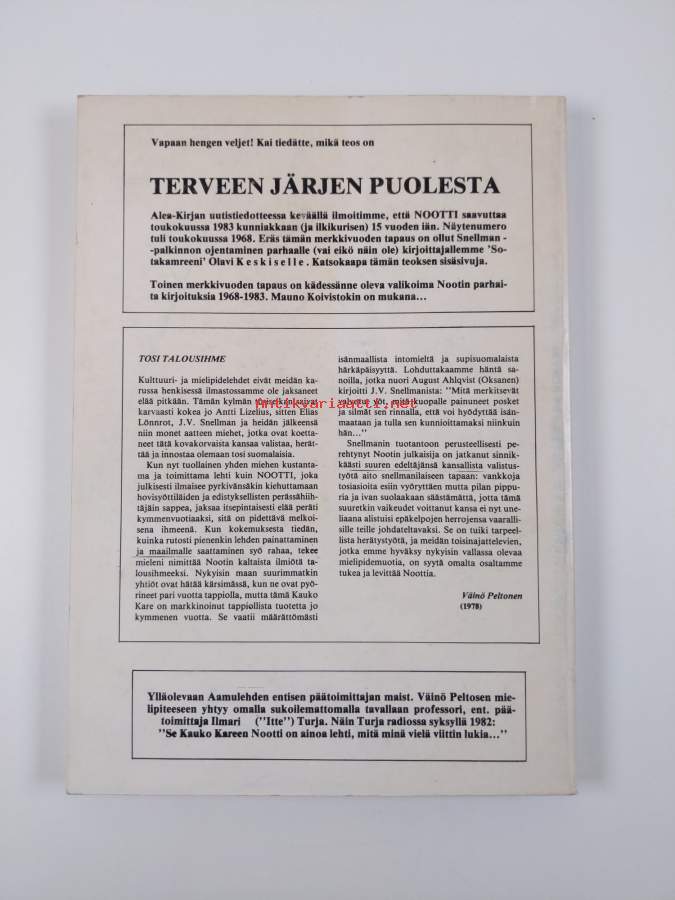 Vapaan hengen veljet! Kai tiedätte, mikä teos on
TERVEEN JÄRJEN PUOLESTA
Alea-Kirjan uutistiedotteessa keväällä ilmoitimme, että NOOTTI saavuttaa
toukokuussa 1983 kunniakkaan (ja ilkikurisen) 15 vuoden iän. Näytenumero
tuli toukokuussa 1968. Eräs tämän merkkivuoden tapaus on ollut Snellman -
-palkinnon ojentaminen parhaalle (vai eikö näin ole) kirjoittajallemme 'So-
takamreeni' Olavi K e s k i s e l l e . Katsokaapa tämän teoksen sisäsivuja.
Toinen merkkivuoden tapaus on kädessänne oleva valikoima Nootin parhai-
ta kirjoituksia 1968-1983. Mauno Koivistokin on mukana...
TOSI TALOUSIHME
Kulttuuri- ja mielipidelehdet eivät meidän ka-
russa henkisessä ilmastossamme ole jaksaneet
elää pitkään. Tämän kylmän tosiseikan saivat
karvaasti kokea jo Antti Lizelius, sitten Elias
Lönnrot, J.V. Snellman ja heidän jälkeensä
niin monet aatteen miehet, jotka ovat koetta-
neet tätä kovakorvaista kansaa valistaa, herät-
tää ja innostaa olemaan tosi suomalaisia.
Kun nyt tuollainen yhden miehen kustanta-
ma ja toimittama lehti kuin NOOTTI, joka
julkisesti ilmaisee pyrkivänsäkin kiehuttamaan
hovisyöttiläiden ja edistyksellisten perässähiih-
täjäin sappea, jaksaa itsepintaisesti elää peräti
kymmenvuotiaaksi, sitä on pidettävä melkoi-
sena ihmeenä. Kun kokemuksesta tiedän,
kuinka rutosti pienenkin lehden painattaminen
ja maailmalle saattaminen syö rahaa, tekee
mieleni nimittää Nootin kaltaista ilmiötä ta-
lousihmeeksi. Nykyisin maan suurimmatkin
yhtiöt ovat hätää kärsimässä, kun ne ovat pyö-
rineet pari vuotta tappiolla, mutta tämä Kauko
Kare on markkinoinut tappiollista tuotetta jo
kymmenen vuotta. Se vaatii määrättömästi
isänmaallista intomieltä ja supisuomalaista
härkäpäisyyttä. Lohduttakaamme häntä sa-
noilla, jotka nuori August Ahlqvist (Oksanen)
kirjoitti J.V. Snellmanista: "Mitä merkitsevät
valvotut yöt, mitä kuopalle painuneet posket
ja silmät sen rinnalla, että voi hyödyttää isän-
maataan ja tulla sen kunnioittamaksi niinkuin
hän..."
Snellmanin tuotantoon perusteellisesti pe-
rehtynyt Nootin julkaisija on jatkanut sinnik-
käästi suuren edeltäjänsä kansallista valistus-
työtä aito snellmanilaiseen tapaan: vankkoja
tosiasioita esiin vyöryttäen mutta pilan pippu-
ria ja ivan suolaakaan säästämättä, jotta tämä
suuretkin vaikeudet voittanut kansa ei nyt une-
liaana alistuisi epäkelpojen herrojensa vaaralli-
sille teille johdateltavaksi. Se on tuiki tarpeel-
lista herätystyötä, ja meidän toisinajattelevien,
jotka emme hyväksy nykyisin vallassa olevaa
mielipidemuotia, on syytä omalta osaltamme
tukea ja levittää Noottia.
Väinö Peltonen
(1978)
Antikvariaatti.net
Ylläolevaan Aamulehden entisen päätoimittajan maist. Väinö Peltosen mie-
lipiteeseen yhtyy omalla sukoilemattomalla tavallaan professori, ent. pää-
toimittaja Ilmari ("Itte") Turja. Näin Turja radiossa syksyllä 1982:
"Se Kauko Kareen Nootti on ainoa lehti, mitä minä vielä viittin lukia..."